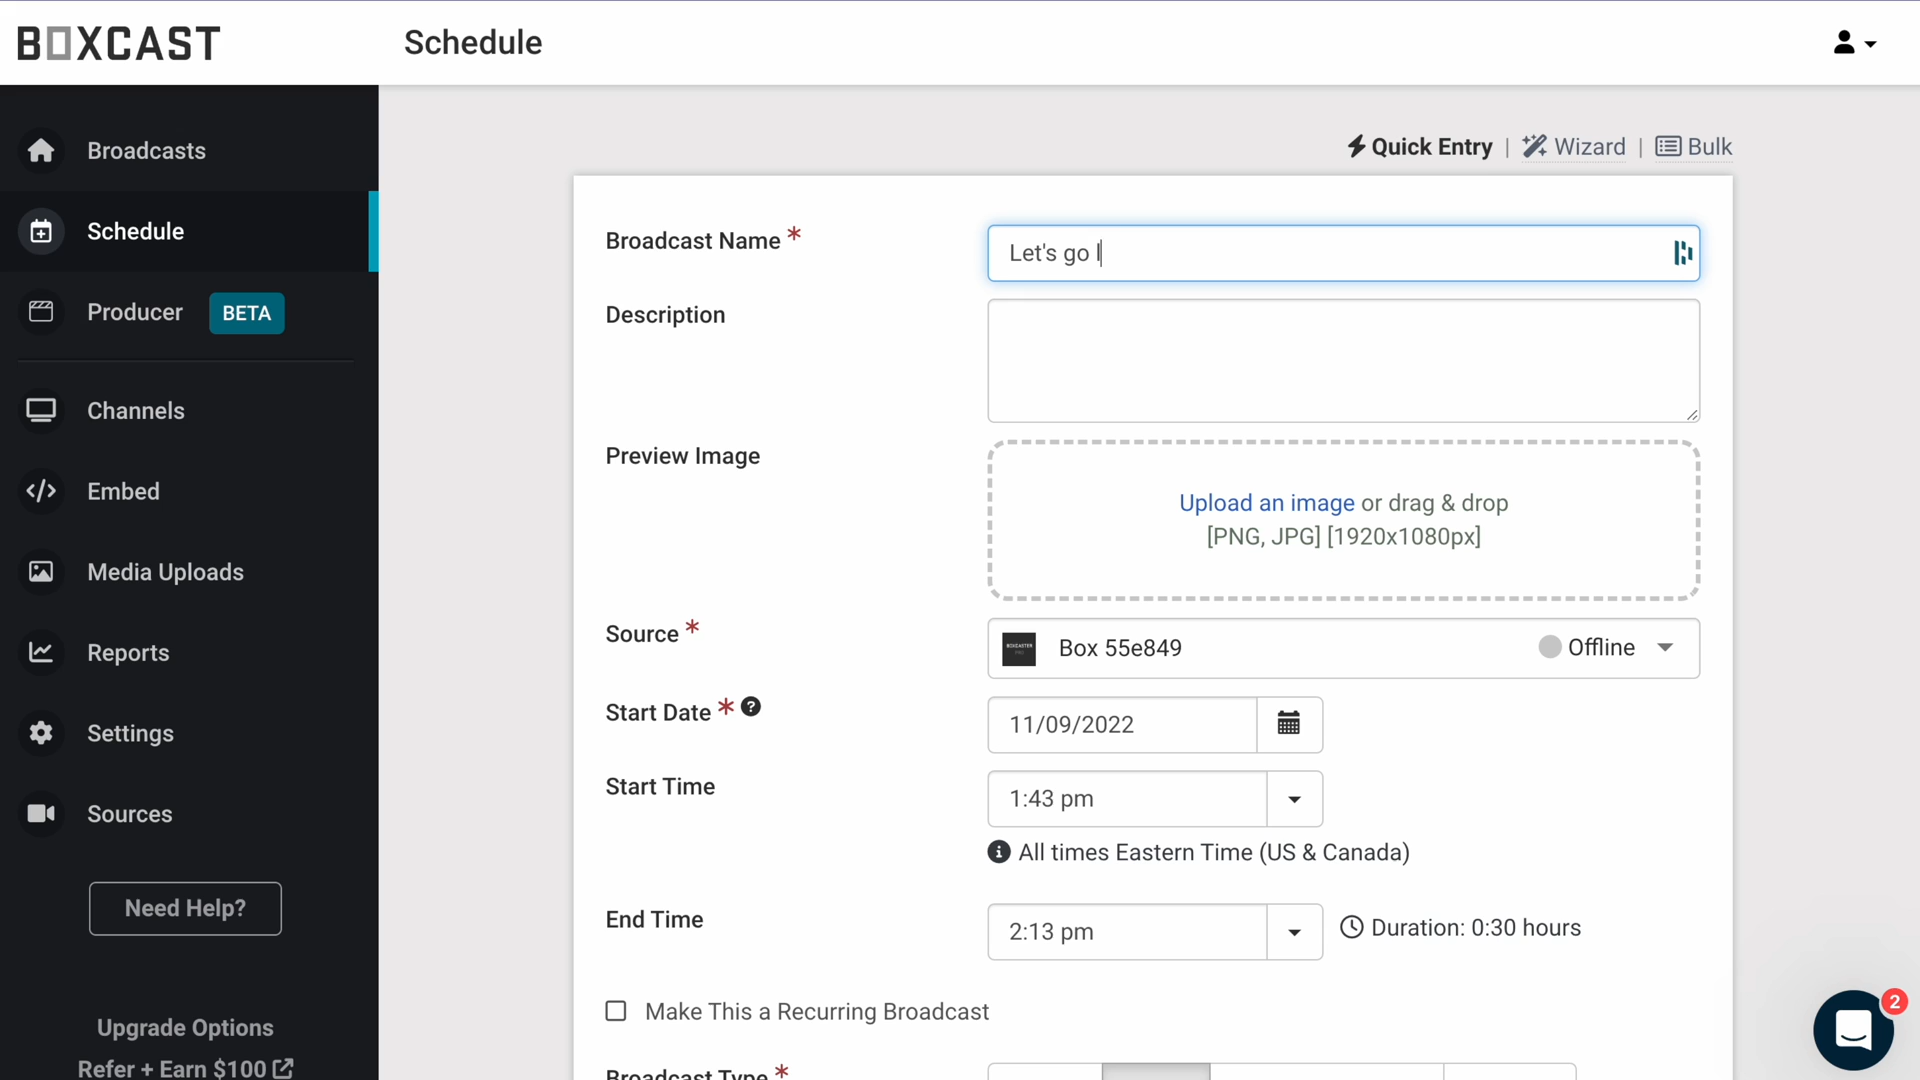 BOXCAST
Schedule
Broadcasts
Schedule
Producer BETA
Channels
Embed
Media Uploads
Reports
Settings
Sources
Need Help?
Upgrade Options
Refer + Earn $100
Quick Entry | Wizard | Bulk
Broadcast Name *
Let's go l
Description
Preview Image
Upload an image or drag & drop
[PNG, JPG] [1920x1080px]
Source *
Box 55e849
Offline
Start Date * ?
11/09/2022
Start Time
1:43 pm
All times Eastern Time (US & Canada)
End Time
2:13 pm
Duration: 0:30 hours
Make This a Recurring Broadcast
Broadcast Type *
2